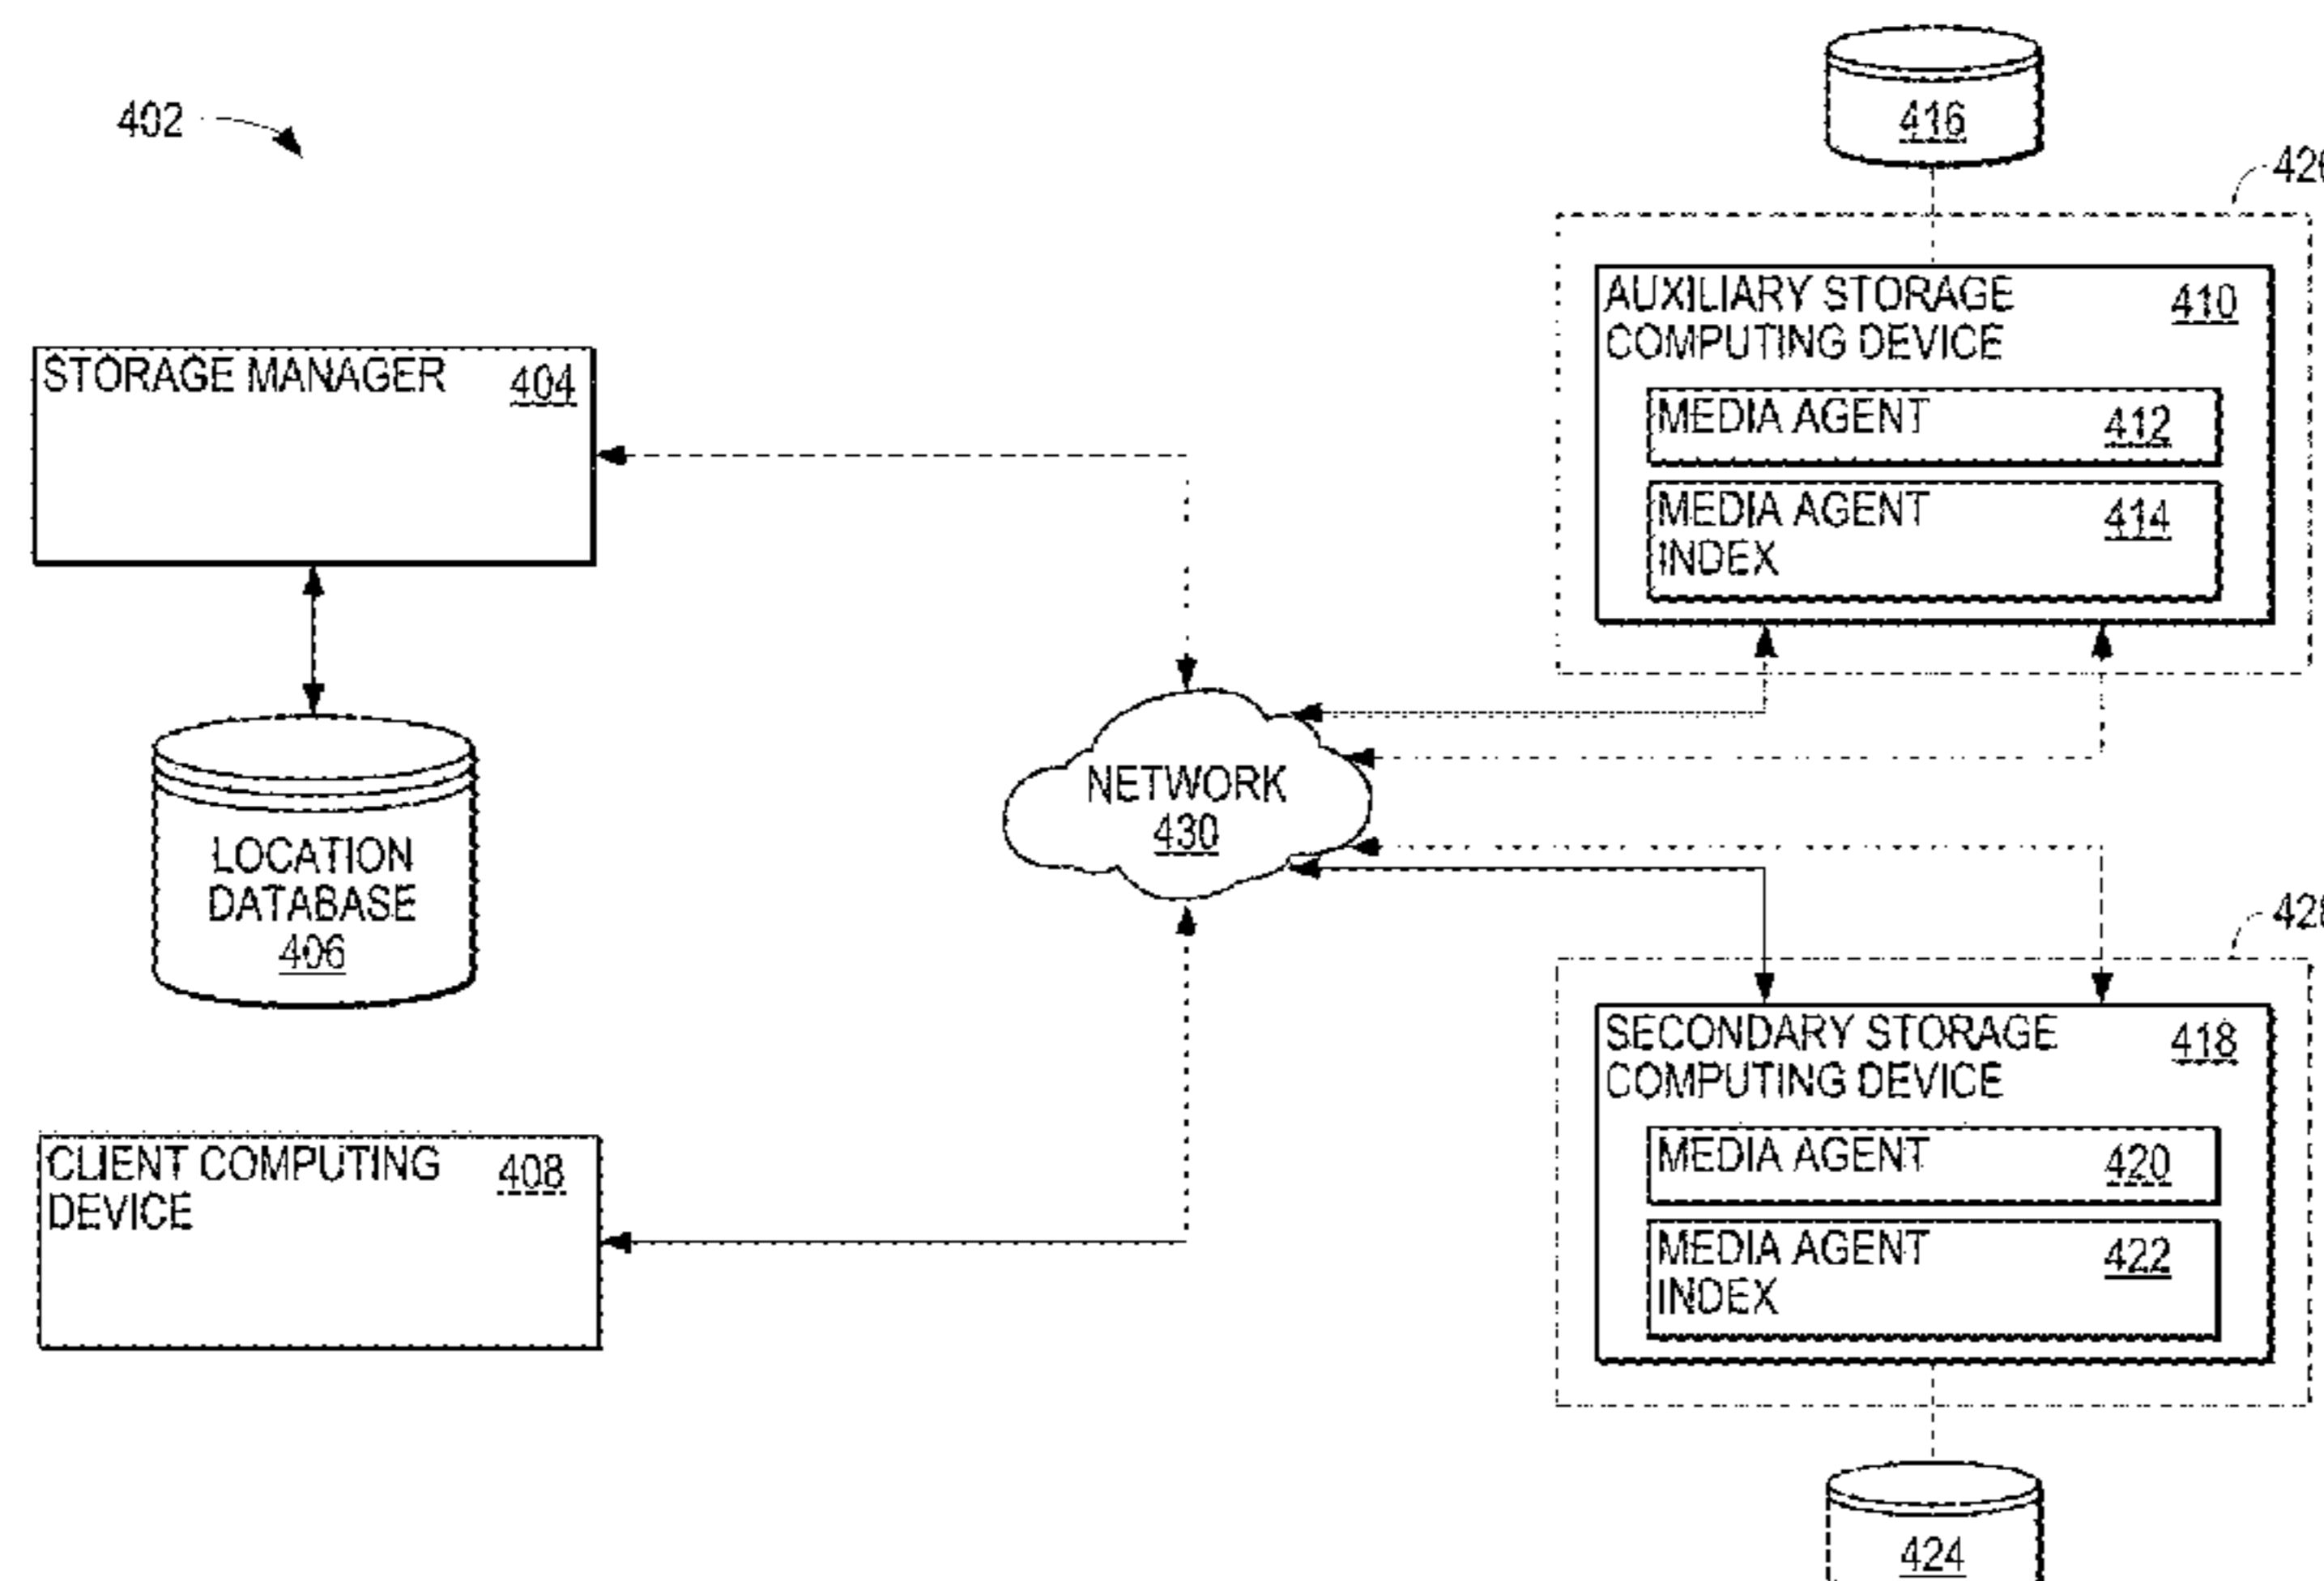 402
416
STORAGE MANAGER 404
AUXILIARY STORAGE 410
COMPUTING DEVICE
MEDIA AGENT 412
MEDIA AGENT 414
INDEX
NETWORK
430
LOCATION
DATABASE
406
CLIENT COMPUTING 408
DEVICE
SECONDARY STORAGE 418
COMPUTING DEVICE
MEDIA AGENT 420
MEDIA AGENT 422
INDEX
424